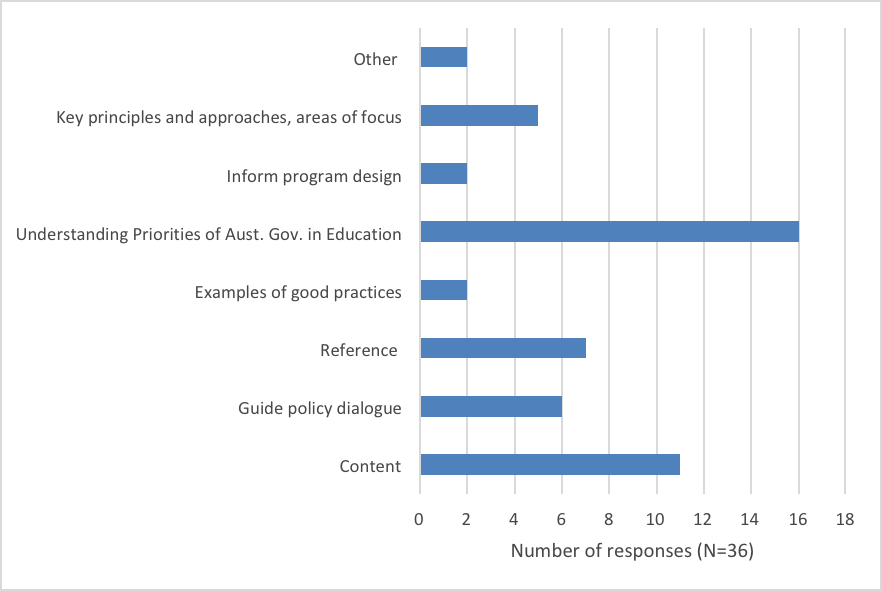 Other
Key principles and approaches, areas of focus
Inform program design
Understanding Priorities of Aust. Gov. in Education
Examples of good practices
Reference
Guide policy dialogue
Content
0 2 4 6 8 10 12 14 16 18
Number of responses (N=36)